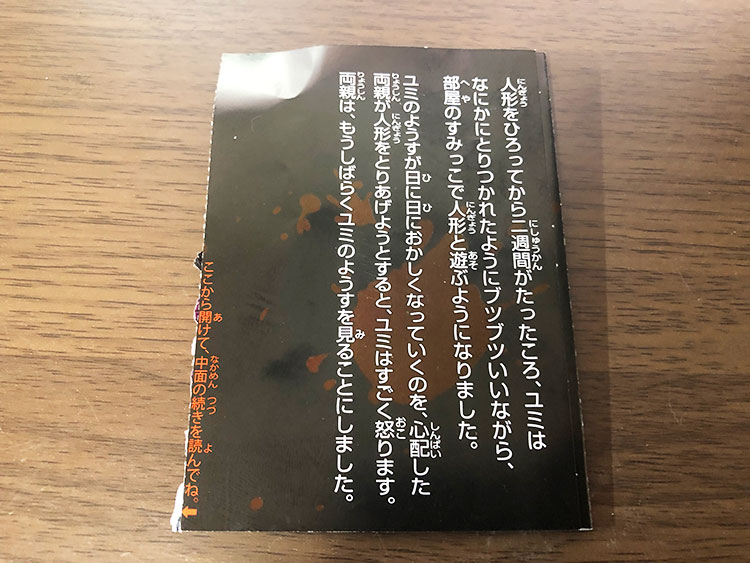 人形をひろってから二週間がたったころ、ユミは
なにかにとりつかれたようにブツブツいいながら、
部屋のすみっこで人形と遊ぶようになりました。
ユミのようすが日に日におかしくなっていくのを、心配した
両親が人形をとりあげようとすると、ユミはすごく怒ります。
両親は、もうしばらくユミのようすを見ることにしました。
ここから開けて、中面の続きを読んでね。